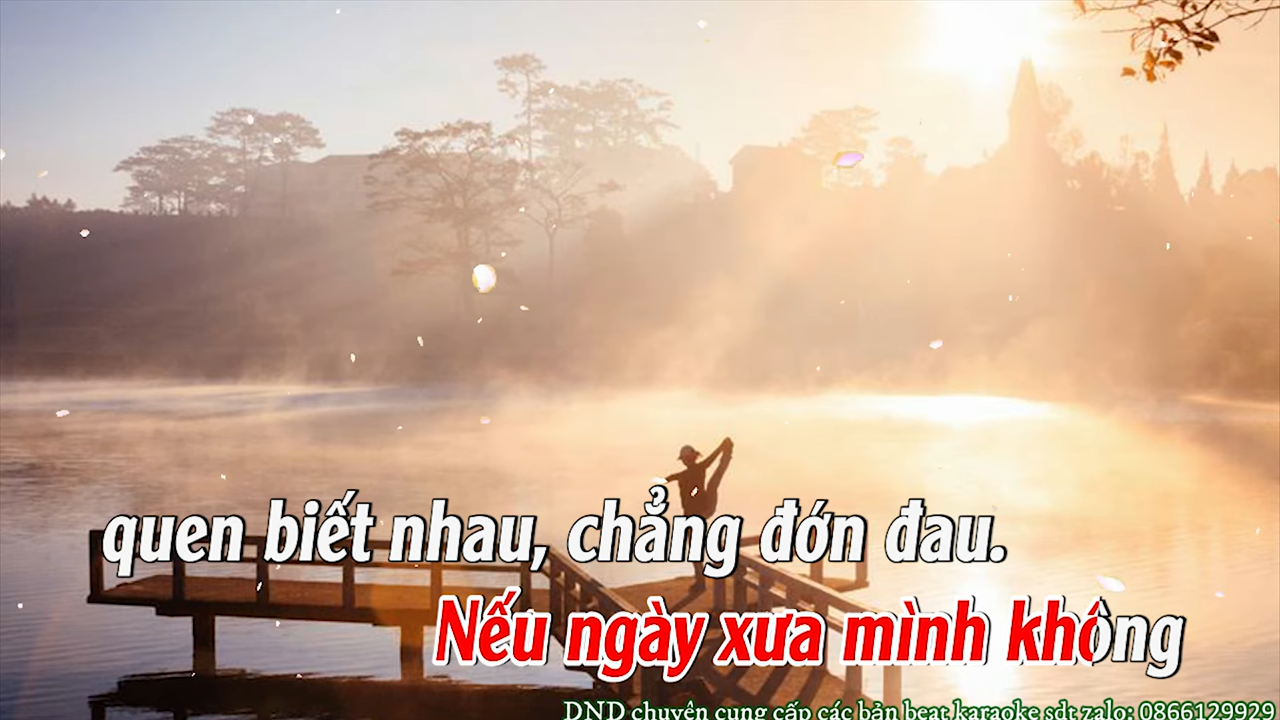 quen biết nhau, chẳng đớn đau.
Nếu ngày xưa mình không
DND chuyên cung cấp các bản beat karaoke sdt zalo: 0866129929